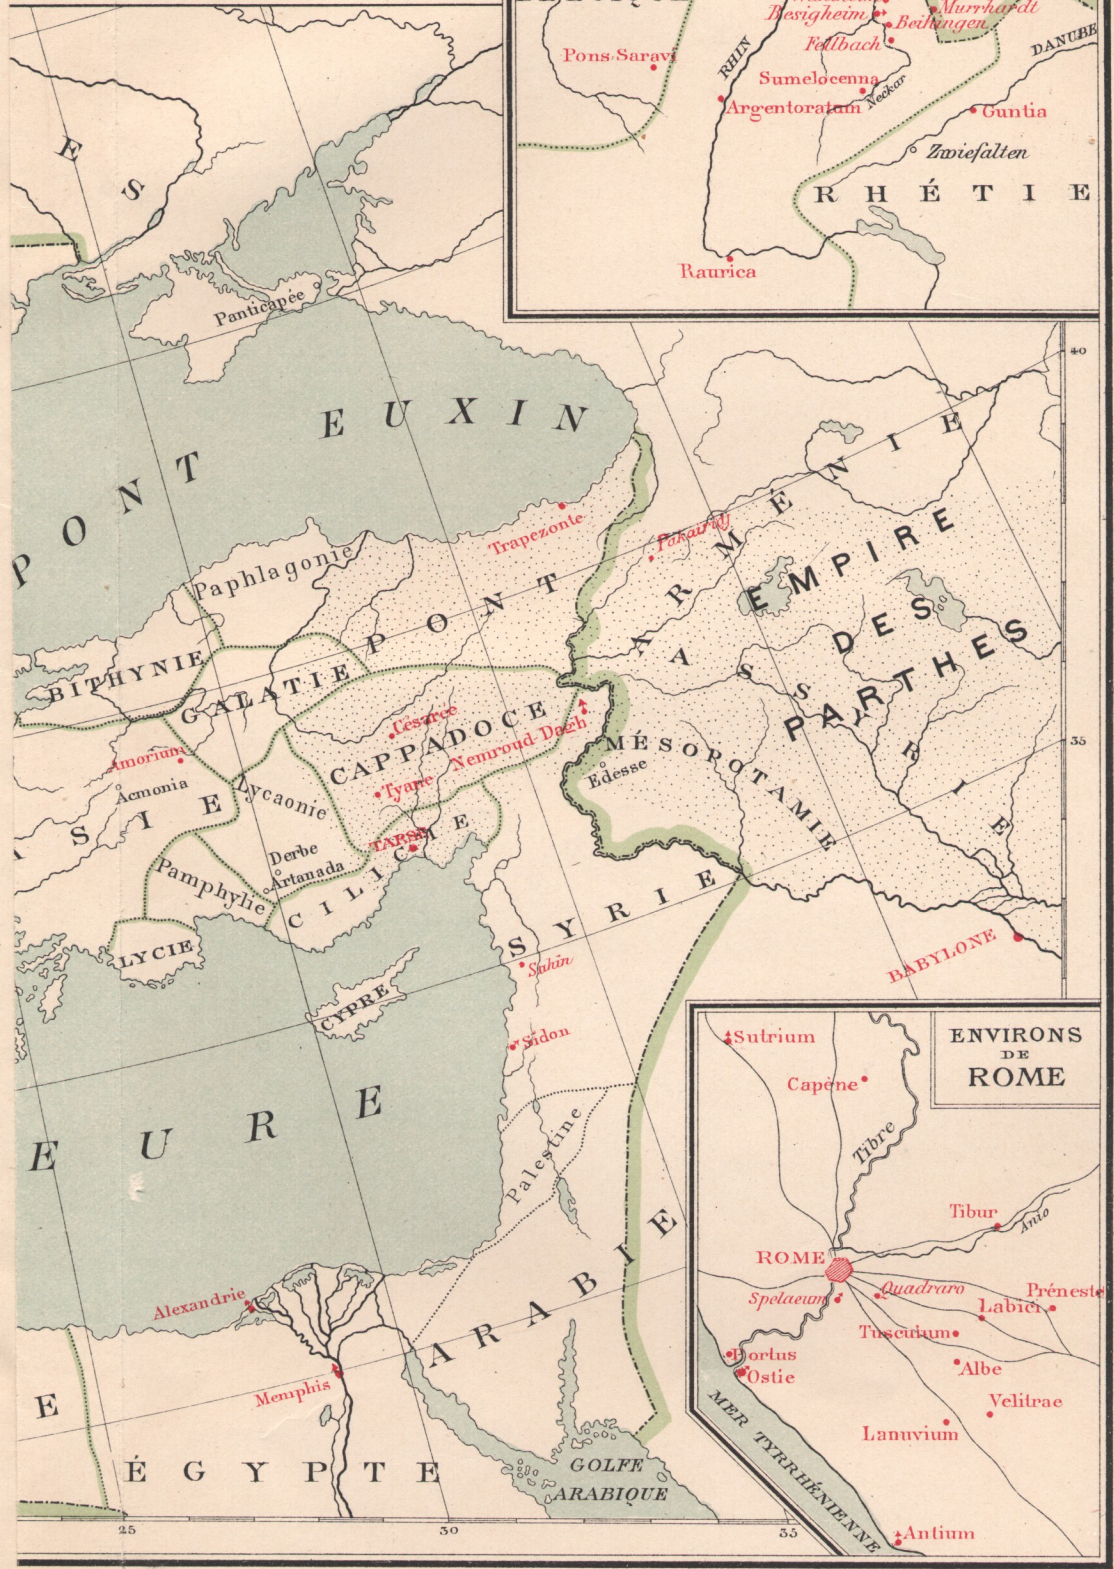 Besigheim
Murrhardt
Beihingen
Fellbach
Pons-Saravi
RHIN
DANUBE
Sumelocenna
Neckar
Argentoratum
Guntia
Zwiefalten
RHÉTIE
Raurica
E
S
Panticapée
40
PONT EUXIN
ARMÉNIE
Trapezonte
Pakaridj
EMPIRE
DES
PARTHES
Paphlagonie
PONT
BITHYNIE
GALATIE
ASSYRIE
Césarée
CAPPADOCE
Nemroud-Dagh
MÉSOPOTAMIE
35
Amorium
Tyane
Edesse
Acmonia
Lycaonie
ASIE
TARSE
Derbe
Artanada
CILICIE
Pamphylie
LYCIE
SYRIE
Sahîn
BABYLONE
CYPRE
Sidon
EURE
Palestine
ARABIE
Alexandrie
Memphis
E
ÉGYPTE
GOLFE
ARABIQUE
25
30
35
ENVIRONS
DE
ROME
Sutrium
Capène
Tibre
Tibur
Anio
ROME
Spelaeum
Quadraro
Labici
Préneste
Tusculum
Portus
Albe
Ostie
Velitrae
Lanuvium
MER TYRRHÉNIENNE
Antium